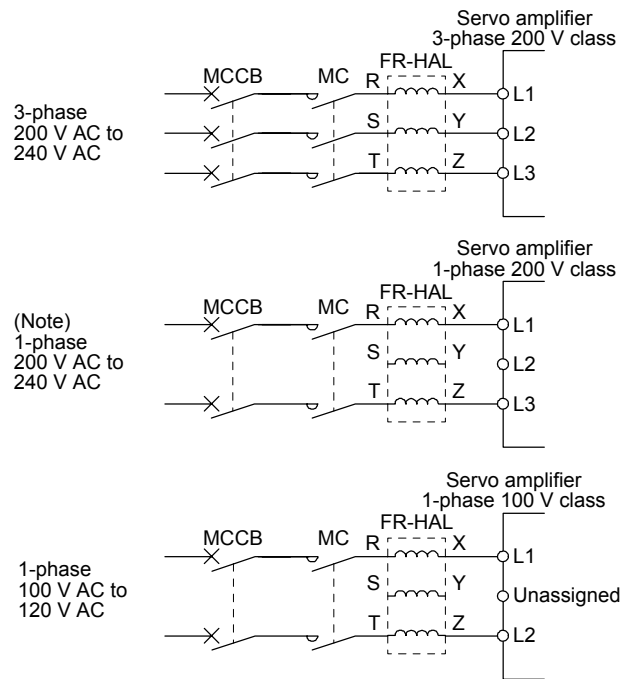 Servo amplifier
3-phase 200 V class
FR-HAL
MCCB MC R X
L1
3-phase
200 V AC to
240 V AC
S Y
L2
T Z
L3
Servo amplifier
1-phase 200 V class
FR-HAL
MCCB MC R X
L1
(Note)
1-phase
200 V AC to
240 V AC
S Y
L2
T Z
L3
Servo amplifier
1-phase 100 V class
FR-HAL
MCCB MC R X
L1
1-phase
100 V AC to
120 V AC
S Y
Unassigned
T Z
L2